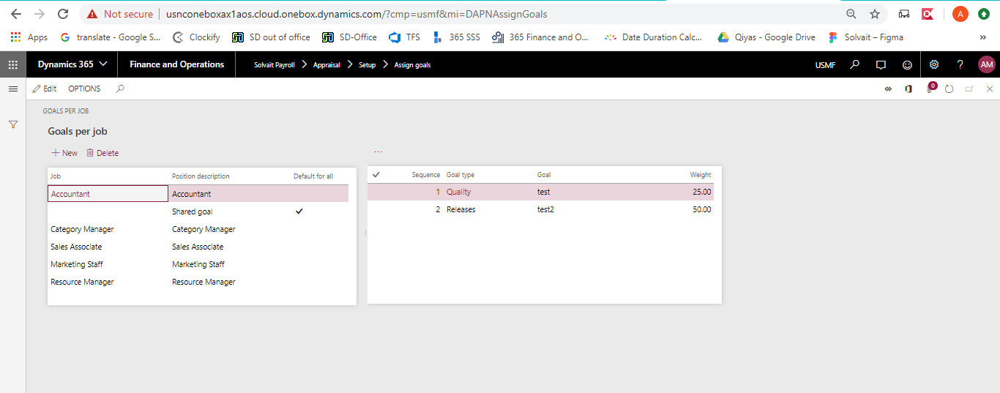 Not secure usnconeboxax1aos.cloud.onebox.dynamics.com/?cmp=usmf&mi=DAPNAssignGoals A
Apps translate - Google S... Clockify SD out of office SD-Office TFS 365 SSS 365 Finance and O... Date Duration Calc... Qiyas - Google Drive Solvait – Figma »
Dynamics 365 Finance and Operations Solvait Payroll > Appraisal > Setup > Assign goals USMF ? AM
Edit OPTIONS 0
GOALS PER JOB
Goals per job
New Delete ...
Job Position description Default for all Sequence Goal type Goal Weight
Accountant Accountant 1 Quality test 25.00
Shared goal 2 Releases test2 50.00
Category Manager Category Manager
Sales Associate Sales Associate
Marketing Staff Marketing Staff
Resource Manager Resource Manager